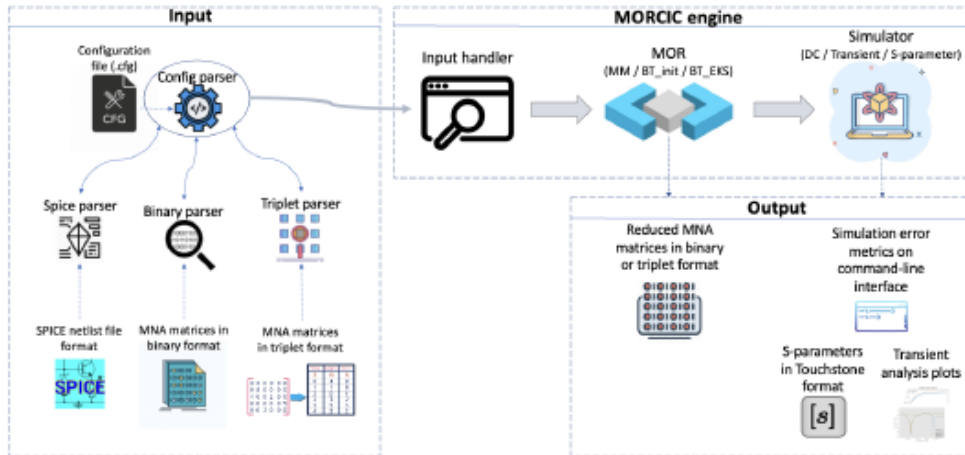 Input
Configuration
file (.cfg)
Config parser
CFG
Spice parser
Binary parser
Triplet parser
SPICE netlist file
format
SPICE
MNA matrices in
binary format
MNA matrices
in triplet format
MORCIC engine
Input handler
MOR
(MM / BT_init / BT_EKS)
Simulator
(DC / Transient / S-parameter)
Output
Reduced MNA
matrices in binary
or triplet format
Simulation error
metrics on
command-line
interface
S-parameters
in Touchstone
format
[s]
Transient
analysis plots